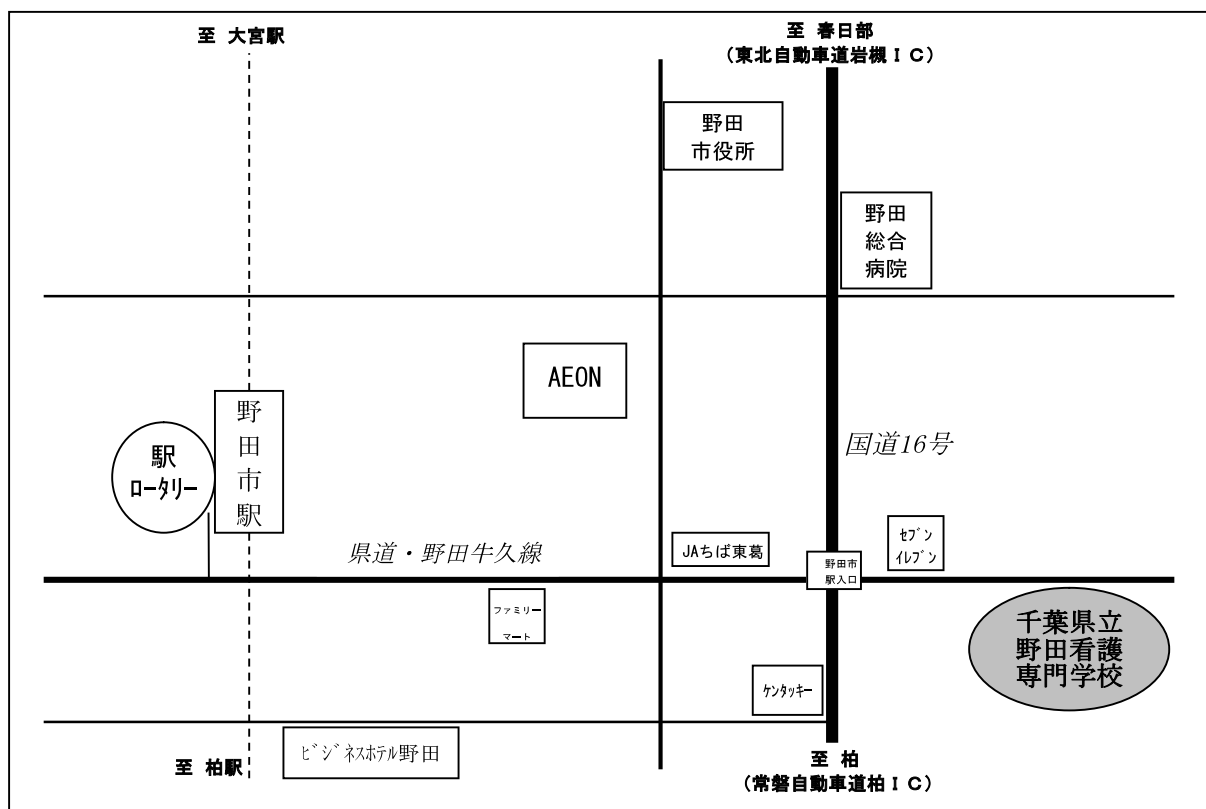 至 大宮駅
至 春日部
(東北自動車道岩槻ＩＣ)
野田
市役所
野田
総合
病院
AEON
野田市駅
駅
ﾛｰﾀﾘｰ
国道16号
県道・野田牛久線
JAちば東葛
野田市
駅入口
ｾﾌﾞﾝ
ｲﾚﾌﾞﾝ
ファミリー
マート
千葉県立
野田看護
専門学校
ｹﾝﾀｯｷｰ
ﾋﾞｼﾞﾈｽﾎﾃﾙ野田
至 柏駅
至 柏
(常磐自動車道柏ＩＣ)